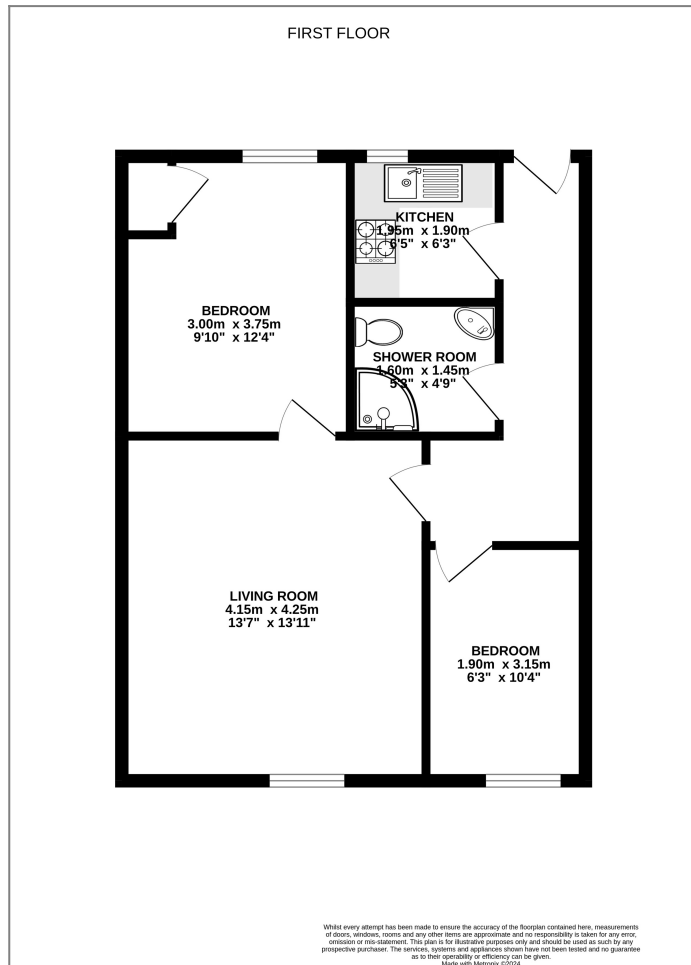 FIRST FLOOR
KITCHEN
1.95m x 1.90m
6'5" x 6'3"
BEDROOM
3.00m x 3.75m
9'10" x 12'4"
SHOWER ROOM
1.60m x 1.45m
5'3" x 4'9"
LIVING ROOM
4.15m x 4.25m
13'7" x 13'11"
BEDROOM
1.90m x 3.15m
6'3" x 10'4"
Whilst every attempt has been made to ensure the accuracy of the floorplan contained here, measurements
of doors, windows, rooms and any other items are approximate and no responsibility is taken for any error,
omission or mis-statement. This plan is for illustrative purposes only and should be used as such by any
prospective purchaser. The services, systems and appliances shown have not been tested and no guarantee
as to their operability or efficiency can be given.
Made with Metropix ©2024